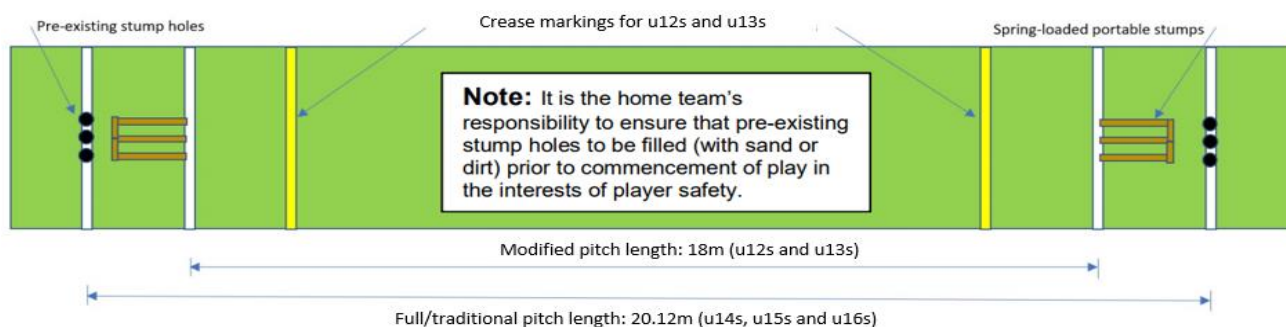 Crease markings for u12s and u13s
Pre-existing stump holes
Spring-loaded portable stumps
Note: It is the home team's
responsibility to ensure that pre-existing
stump holes to be filled (with sand or
dirt) prior to commencement of play in
the interests of player safety.
Modified pitch length: 18m (u12s and u13s)
Full/traditional pitch length: 20.12m (u14s, u15s and u16s)